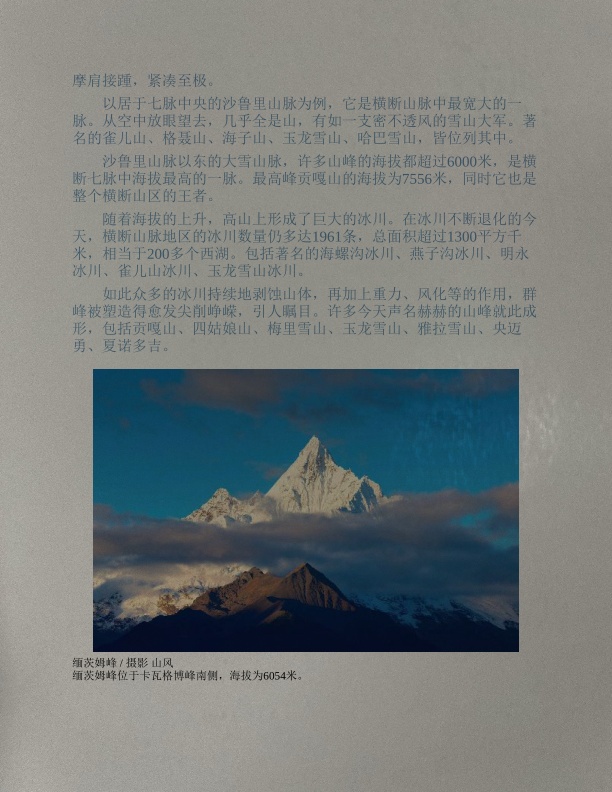 摩肩接踵，紧凑至极。
以居于七脉中央的沙鲁里山脉为例，它是横断山脉中最宽大的一
脉。从空中放眼望去，几乎全是山，有如一支密不透风的雪山大军。著
名的雀儿山、格聂山、海子山、玉龙雪山、哈巴雪山，皆位列其中。
沙鲁里山脉以东的大雪山脉，许多山峰的海拔都超过6000米，是横
断七脉中海拔最高的一脉。最高峰贡嘎山的海拔为7556米，同时它也是
整个横断山区的王者。
随着海拔的上升，高山上形成了巨大的冰川。在冰川不断退化的今
天，横断山脉地区的冰川数量仍多达1961条，总面积超过1300平方千
米，相当于200多个西湖。包括著名的海螺沟冰川、燕子沟冰川、明永
冰川、雀儿山冰川、玉龙雪山冰川。
如此众多的冰川持续地剥蚀山体，再加上重力、风化等的作用，群
峰被塑造得愈发尖削峥嵘，引人瞩目。许多今天声名赫赫的山峰就此成
形，包括贡嘎山、四姑娘山、梅里雪山、玉龙雪山、雅拉雪山、央迈
勇、夏诺多吉。
缅茨姆峰 / 摄影 山风
缅茨姆峰位于卡瓦格博峰南侧，海拔为6054米。